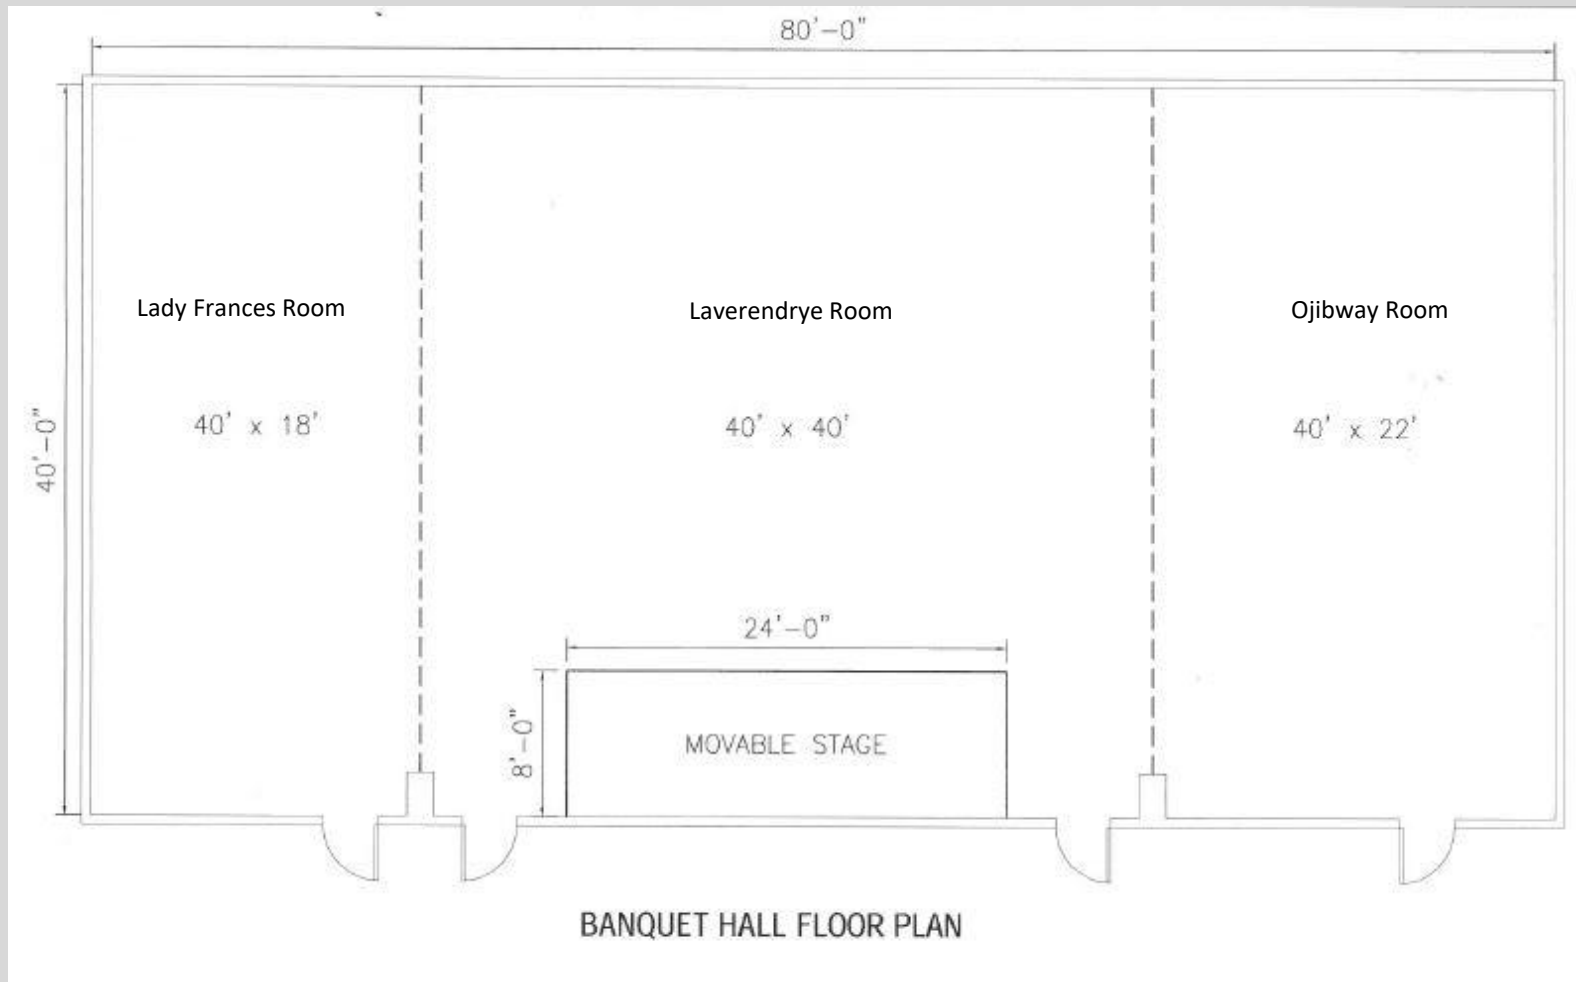 80'-0"
Lady Frances Room
Laverendrye Room
Ojibway Room
40' x 18'
40' x 40'
40' x 22'
40'-0"
24'-0"
8'-0"
MOVABLE STAGE
BANQUET HALL FLOOR PLAN